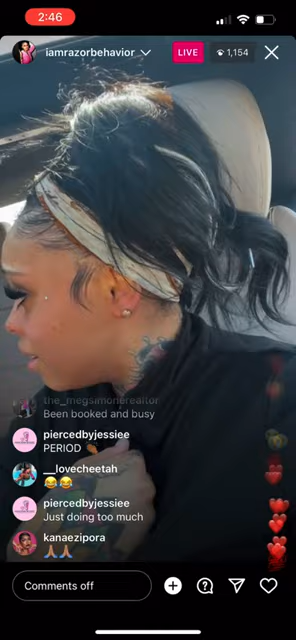 2:46
iamrazorbehavior
LIVE
1,154
the_megsimonerealtor
Been booked and busy
piercedbyjessiee
PERIOD
__lovecheetah
piercedbyjessiee
Just doing too much
kanaezipora
Comments off